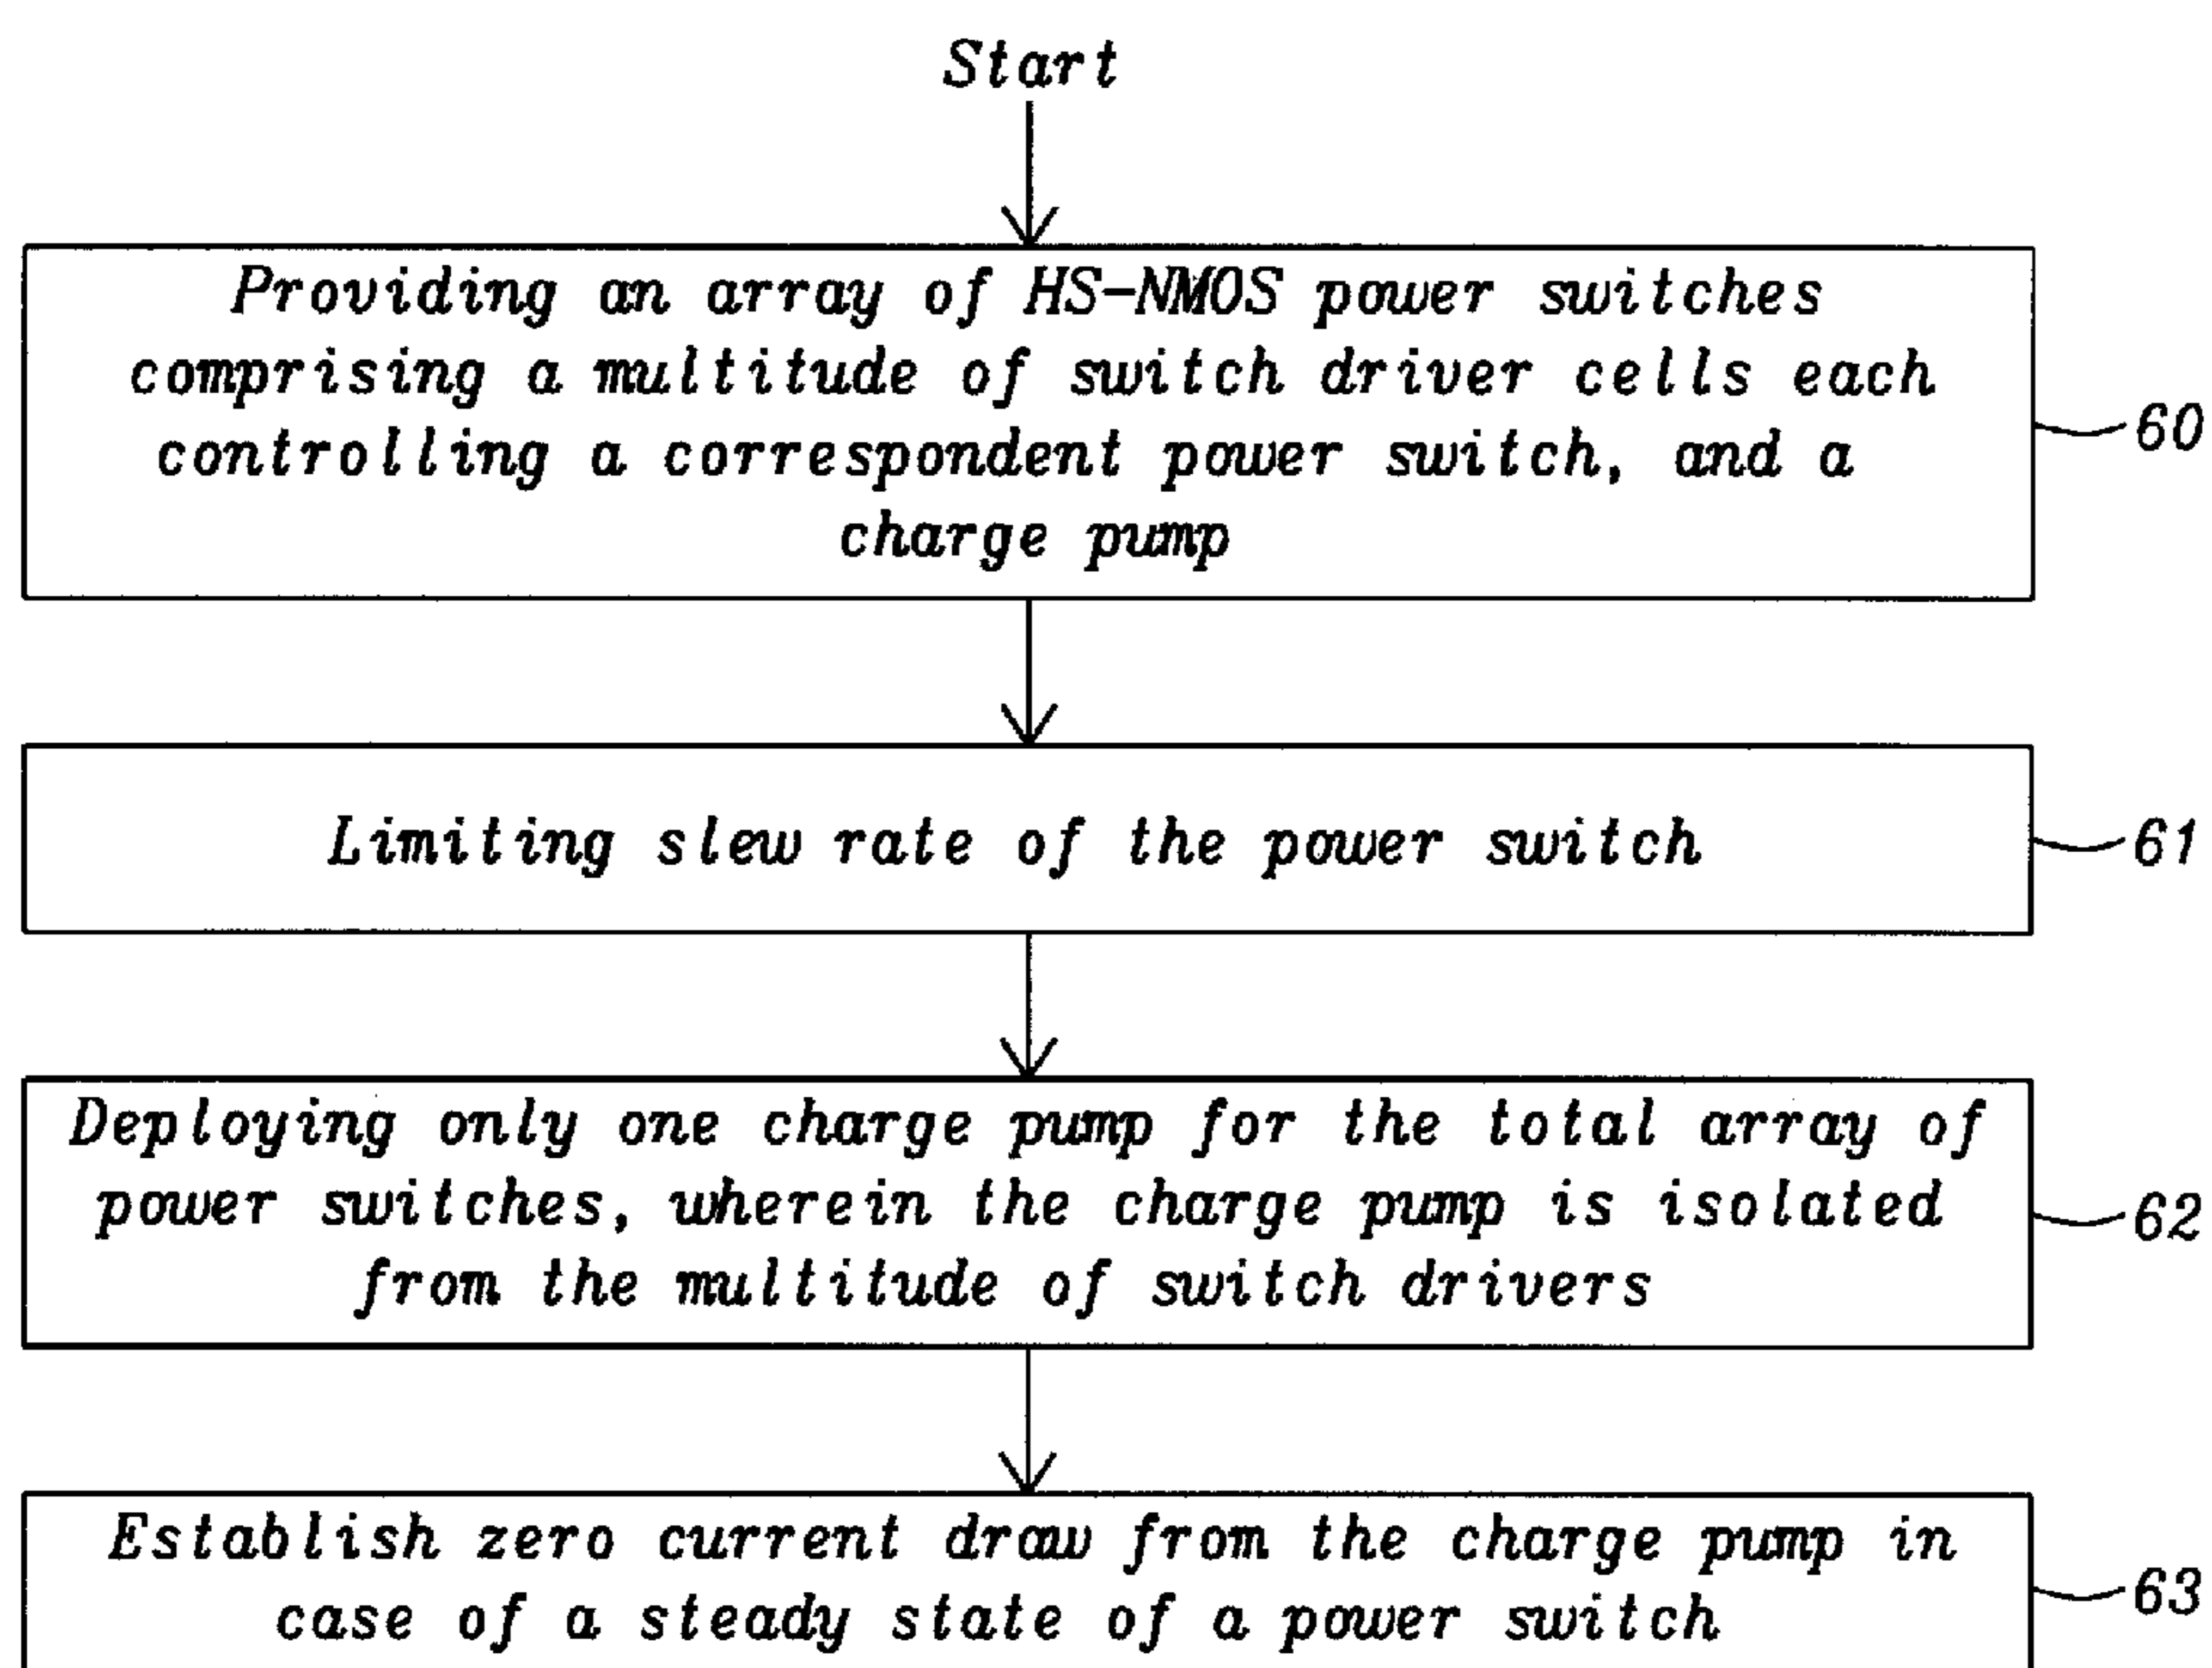 Start
Providing an array of HS-NMOS power switches
comprising a multitude of switch driver cells each
controlling a correspondent power switch, and a
charge pump
60
Limiting slew rate of the power switch
61
Deploying only one charge pump for the total array of
power switches, wherein the charge pump is isolated
from the multitude of switch drivers
62
Establish zero current draw from the charge pump in
case of a steady state of a power switch
63